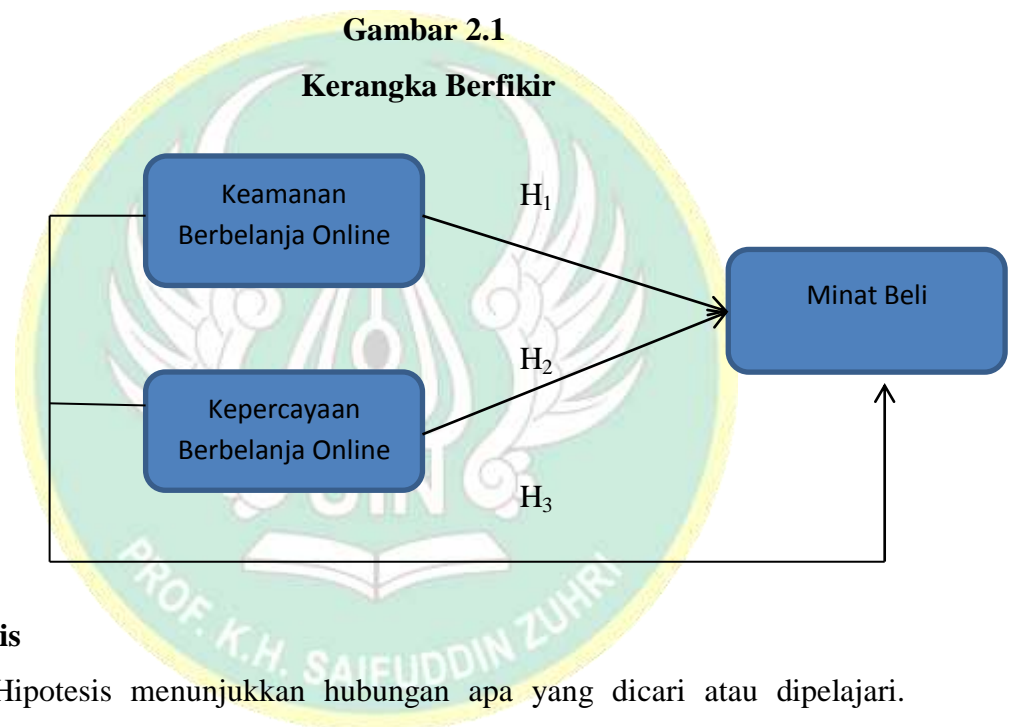 Gambar 2.1
Kerangka Berfikir
Keamanan
Berbelanja Online
H₁
Minat Beli
H₂
Kepercayaan
Berbelanja Online
H₃
UIN
PROF. K.H. SAIFUDDIN ZUHRI
is
Hipotesis menunjukkan hubungan apa yang dicari atau dipelajari.